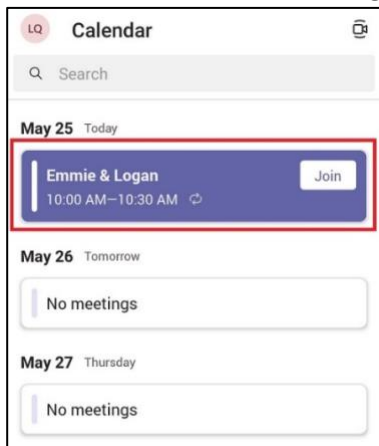 LQ Calendar
Search
May 25 Today
Emmie & Logan
Join
10:00 AM–10:30 AM
May 26 Tomorrow
No meetings
May 27 Thursday
No meetings